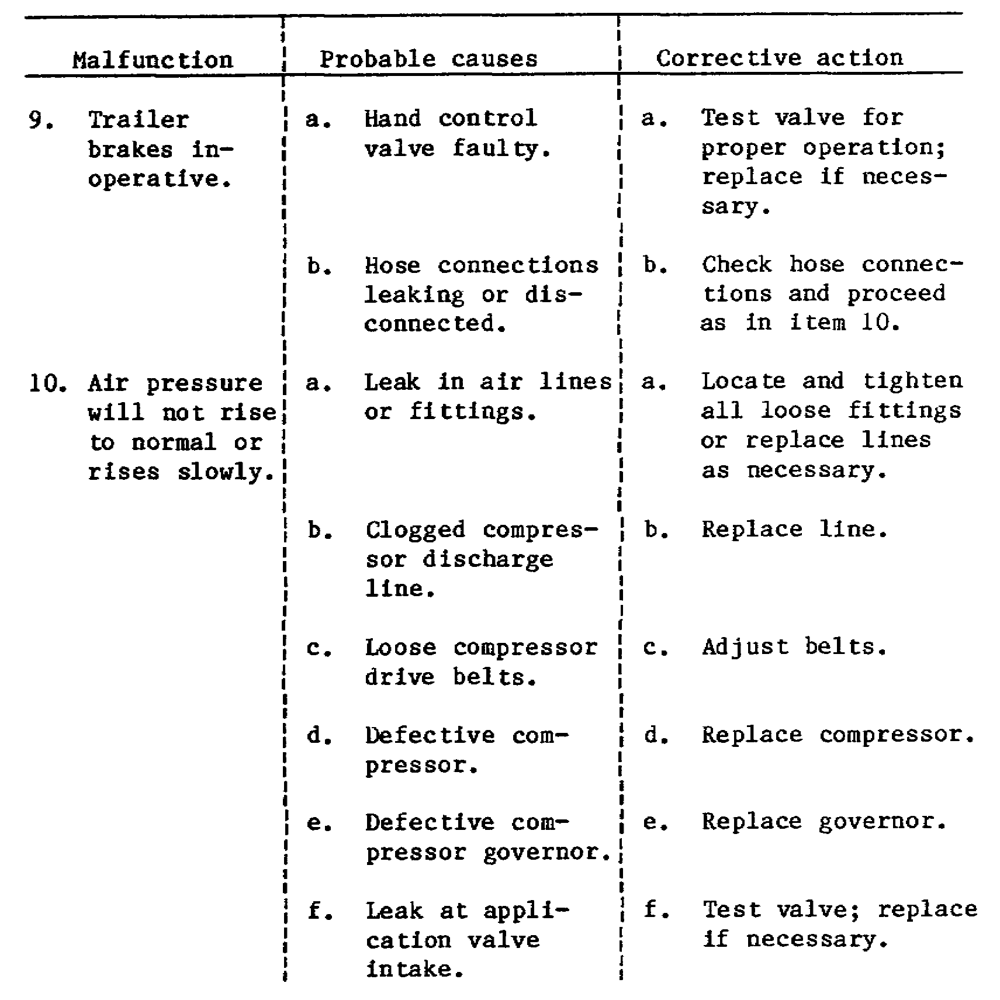 Malfunction Probable causes Corrective action
9. Trailer
brakes in-
operative.
a. Hand control
valve faulty.
a. Test valve for
proper operation;
replace if neces-
sary.
b. Hose connections
leaking or dis-
connected.
b. Check hose connec-
tions and proceed
as in item 10.
10. Air pressure
will not rise
to normal or
rises slowly.
a. Leak in air lines
or fittings.
a. Locate and tighten
all loose fittings
or replace lines
as necessary.
b. Clogged compres-
sor discharge
line.
b. Replace line.
c. Loose compressor
drive belts.
c. Adjust belts.
d. Defective com-
pressor.
d. Replace compressor.
e. Defective com-
pressor governor.
e. Replace governor.
f. Leak at appli-
cation valve
intake.
f. Test valve; replace
if necessary.